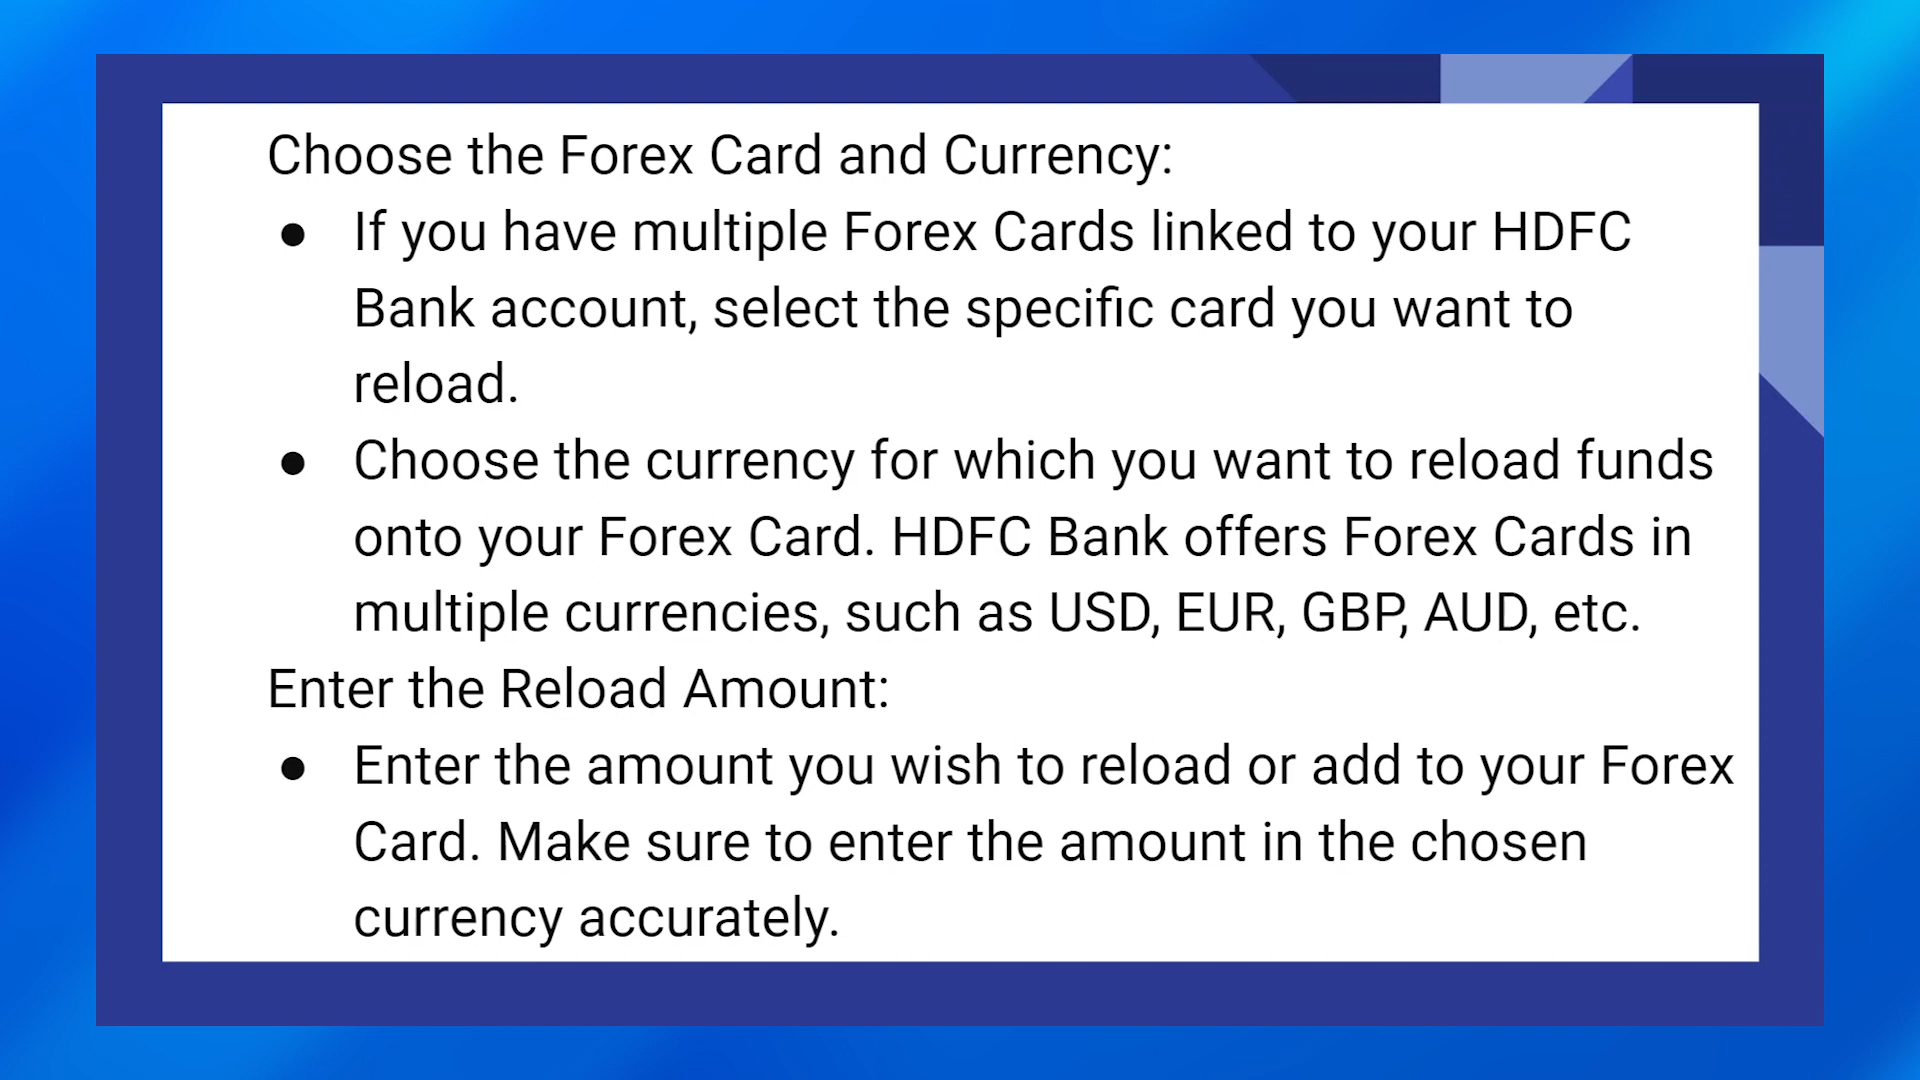 Choose the Forex Card and Currency:
● If you have multiple Forex Cards linked to your HDFC
Bank account, select the specific card you want to
reload.
● Choose the currency for which you want to reload funds
onto your Forex Card. HDFC Bank offers Forex Cards in
multiple currencies, such as USD, EUR, GBP, AUD, etc.
Enter the Reload Amount:
● Enter the amount you wish to reload or add to your Forex
Card. Make sure to enter the amount in the chosen
currency accurately.